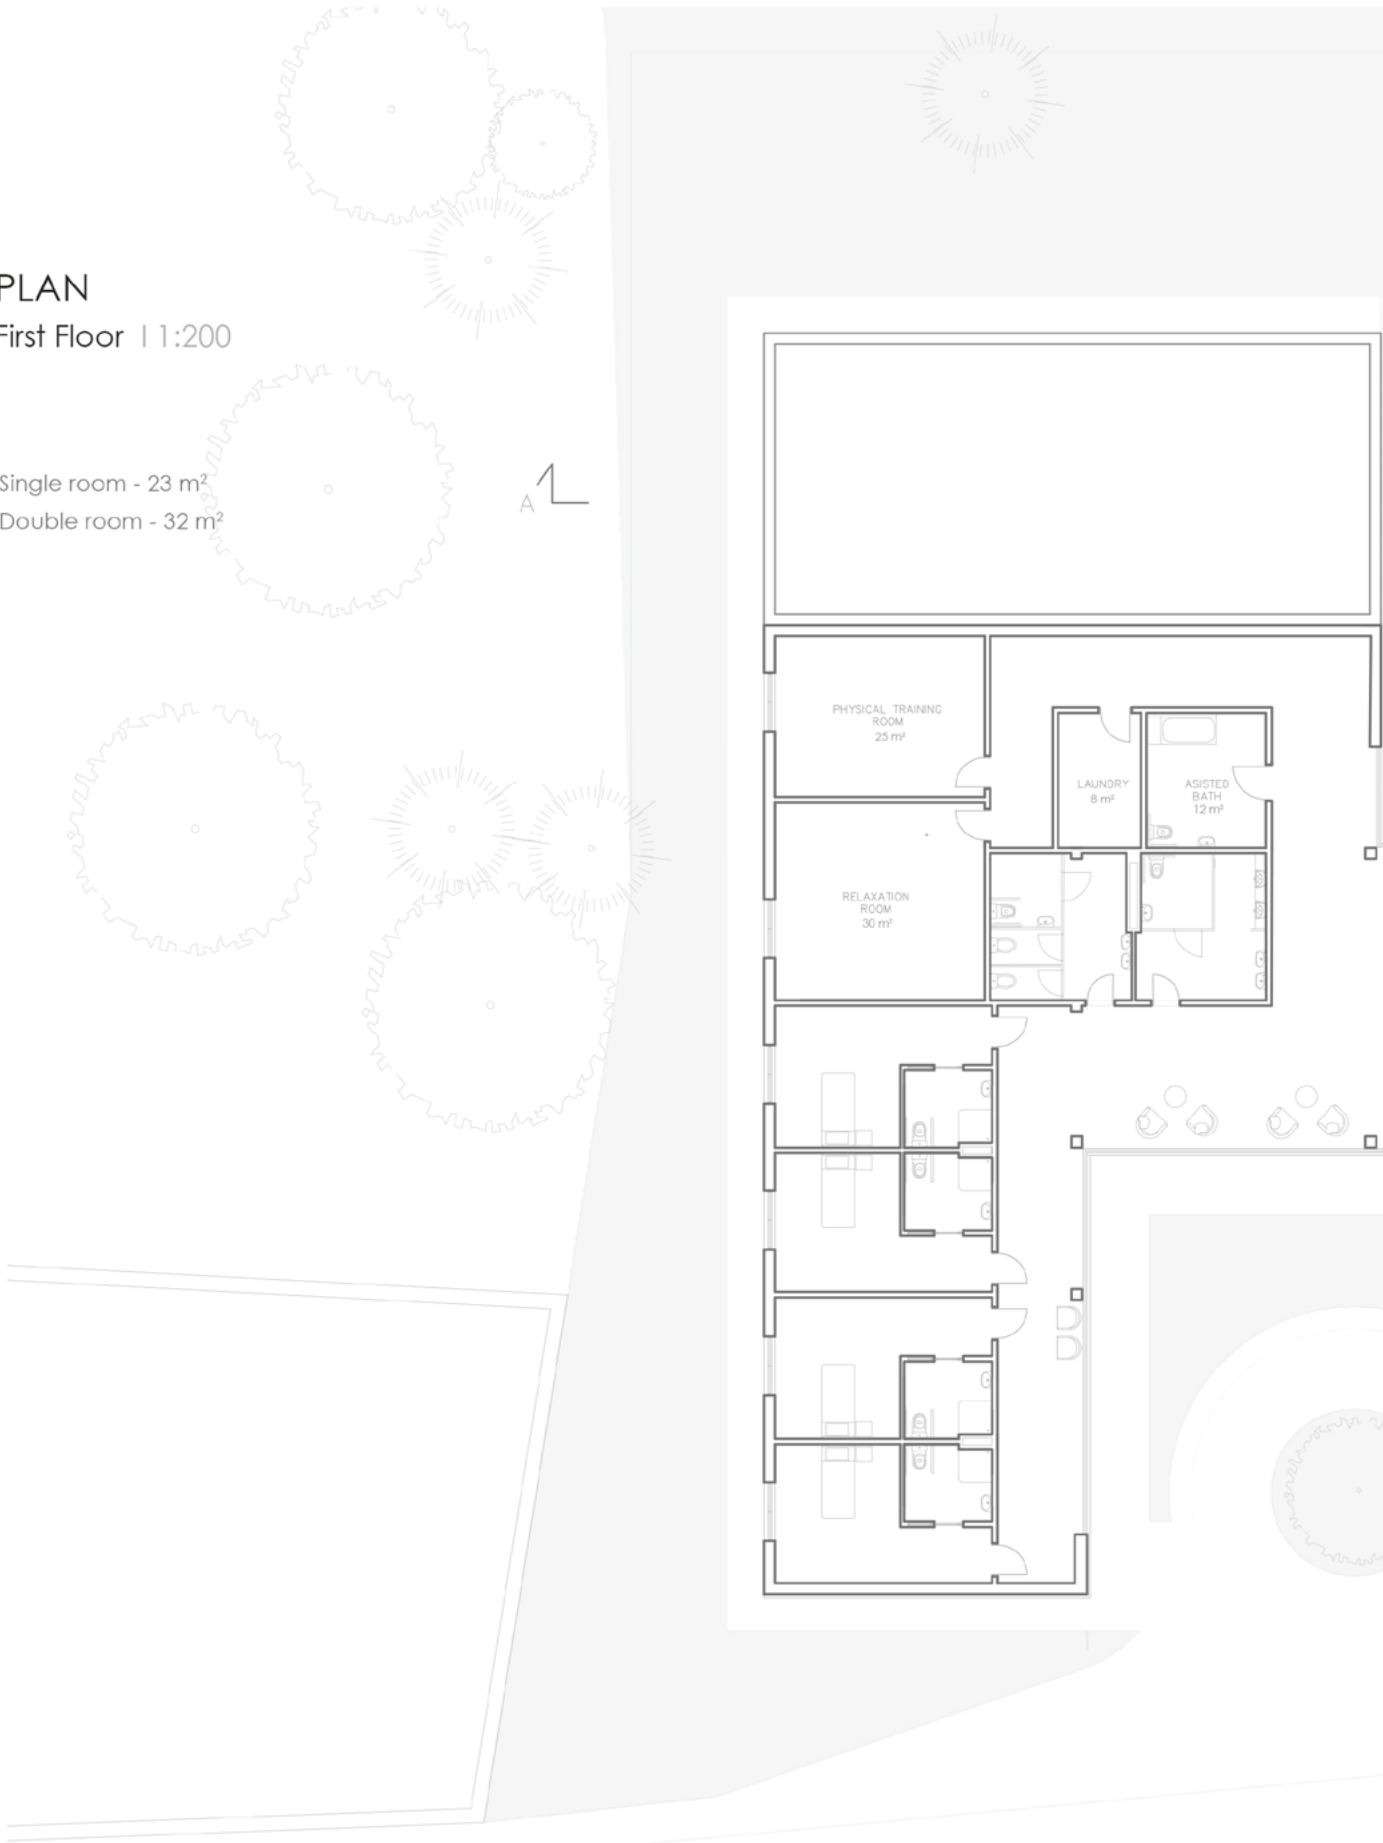 PLAN
First Floor | 1:200
Single room - 23 m²
Double room - 32 m²
A
PHYSICAL TRAINING
ROOM
25 m²
LAUNDRY
8 m²
ASISTED
BATH
12 m²
RELAXATION
ROOM
30 m²